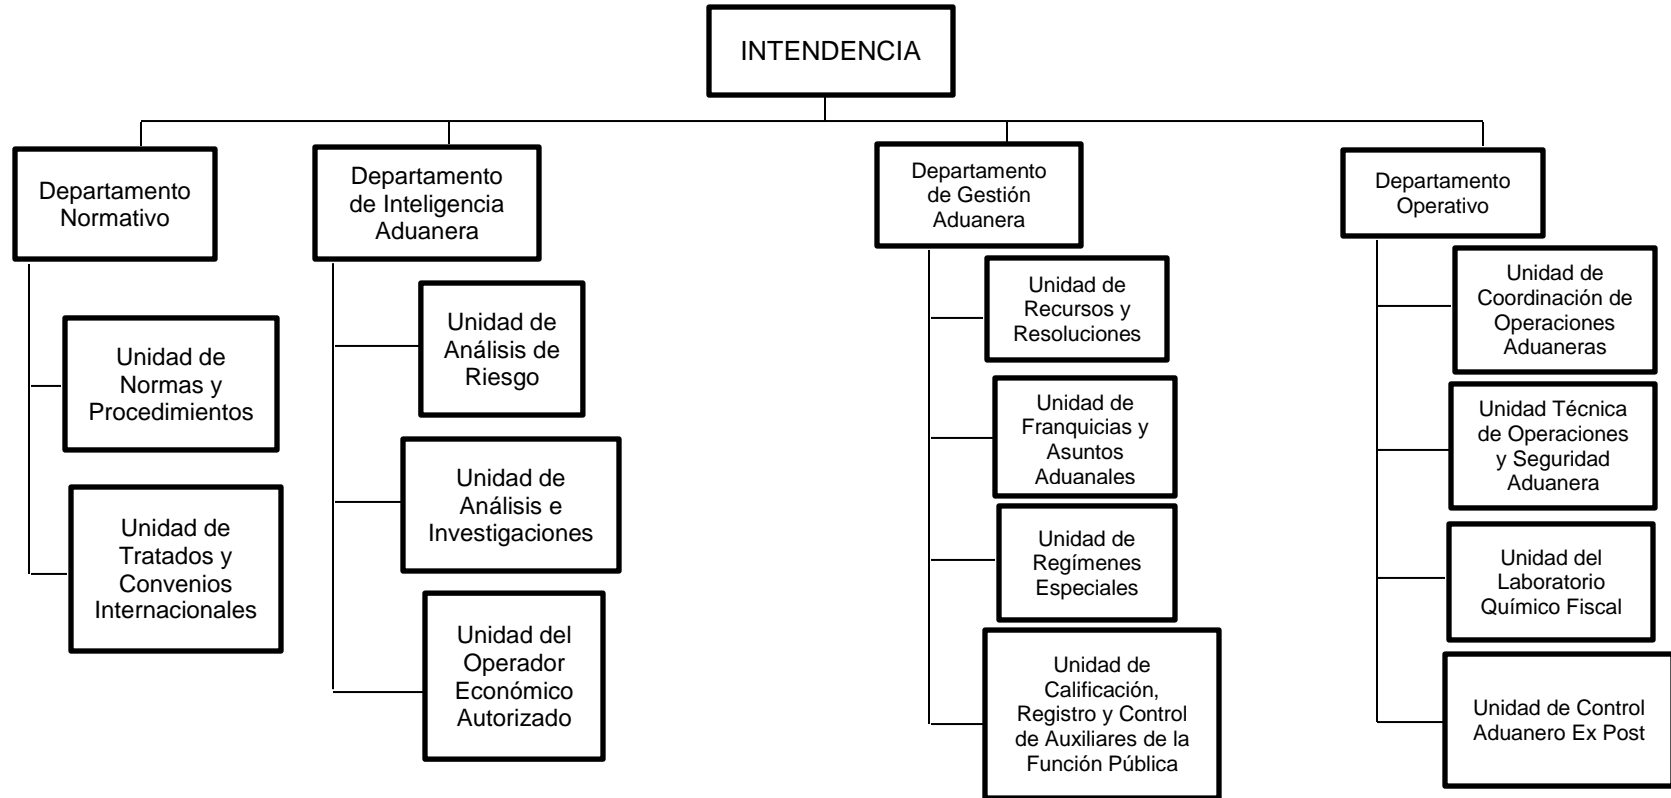 INTENDENCIA
Departamento
Normativo
Unidad de
Normas y
Procedimientos
Unidad de
Tratados y
Convenios
Internacionales
Departamento
de Inteligencia
Aduanera
Unidad de
Análisis de
Riesgo
Unidad de
Análisis e
Investigaciones
Unidad del
Operador
Económico
Autorizado
Departamento
de Gestión
Aduanera
Unidad de
Recursos y
Resoluciones
Unidad de
Franquicias y
Asuntos
Aduanales
Unidad de
Regímenes
Especiales
Unidad de
Calificación,
Registro y Control
de Auxiliares de la
Función Pública
Departamento
Operativo
Unidad de
Coordinación de
Operaciones
Aduaneras
Unidad Técnica
de Operaciones
y Seguridad
Aduanera
Unidad del
Laboratorio
Químico Fiscal
Unidad de Control
Aduanero Ex Post